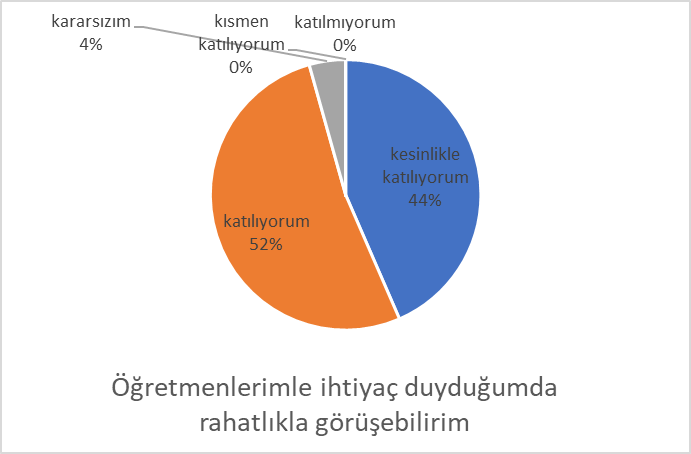 kararsızım
4%
kısmen
katılıyorum
0%
katılmıyorum
0%
kesinlikle
katılıyorum
44%
katılıyorum
52%
Öğretmenlerimle ihtiyaç duyduğumda
rahatlıkla görüşebilirim